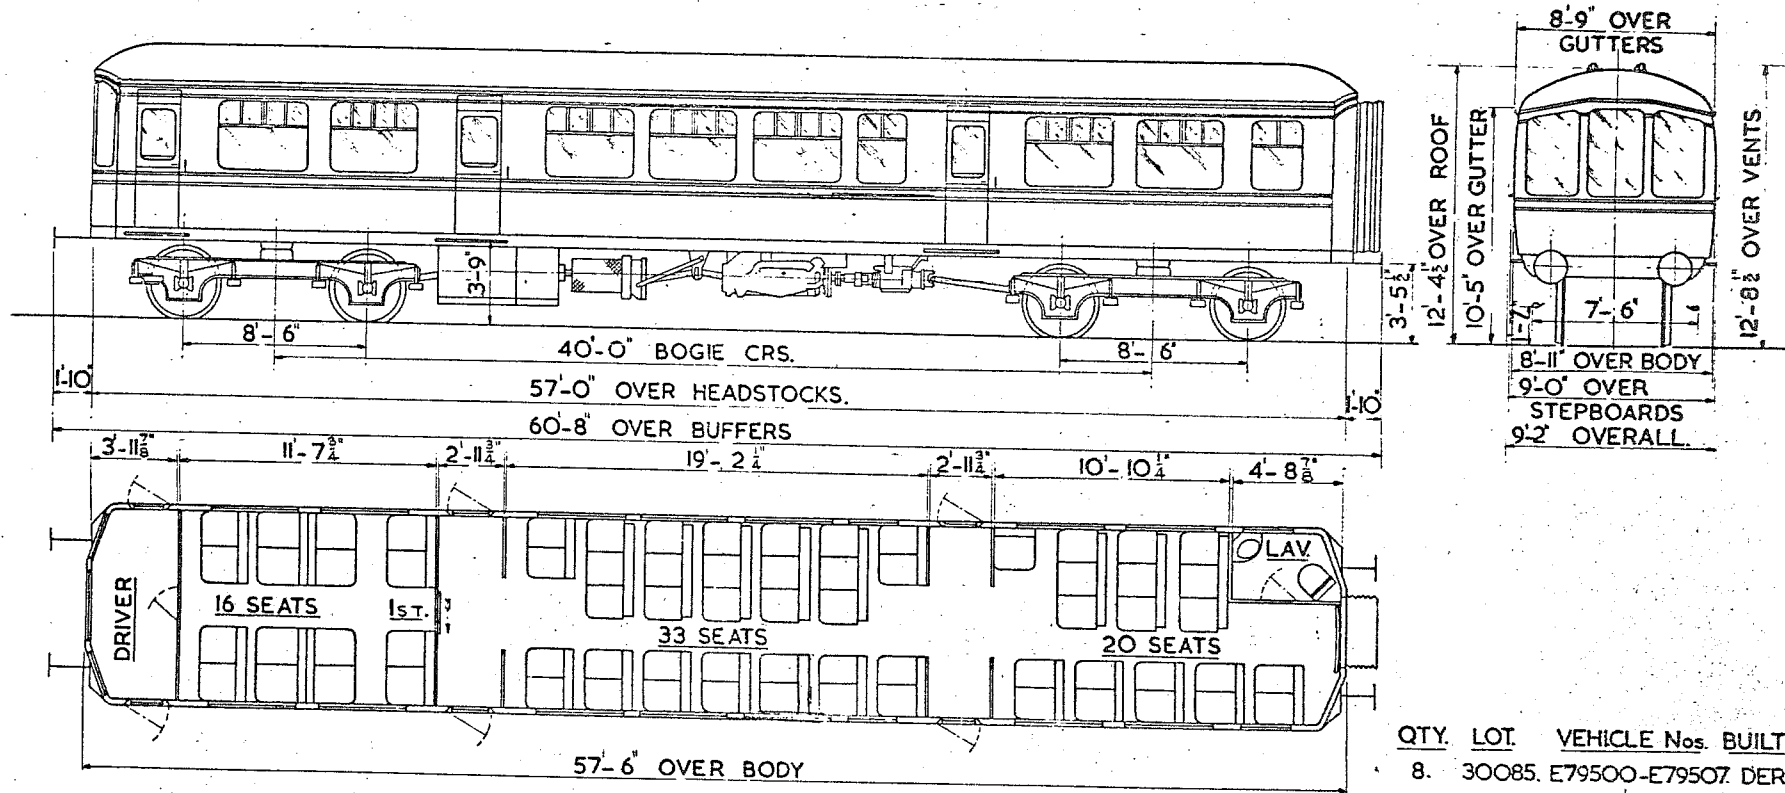 8'-9" OVER
GUTTERS
3'-9"
3'-5½"
12'-4½" OVER ROOF
10'-5" OVER GUTTER
12'-8½" OVER VENTS
7'-6"
8'-6"
40'-0" BOGIE CRS.
8'-6"
8'-11" OVER BODY
1'-10"
57'-0" OVER HEADSTOCKS.
1'-10"
9'-0" OVER
STEPBOARDS
60'-8" OVER BUFFERS
9'-2" OVERALL.
3'-11⅞" 11'-7¾" 2'-11¾" 19'-2¼" 2'-11¾" 10'-10¼" 4'-8⅞"
DRIVER
16 SEATS
1ST.
33 SEATS
20 SEATS
LAV.
57'-6" OVER BODY
QTY. LOT. VEHICLE Nos. BUILT
8. 30085. E79500-E79507. DER